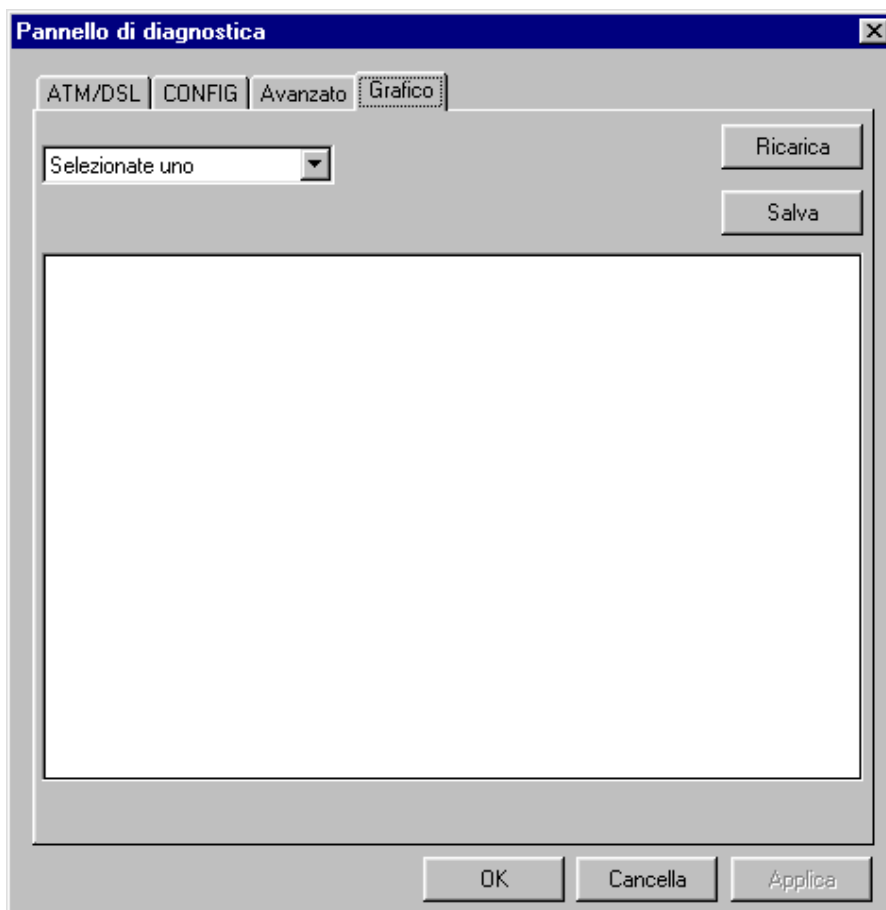 Pannello di diagnostica
ATM/DSL CONFIG Avanzato Grafico
Ricarica
Selezionate uno
Salva
OK Cancella Applica